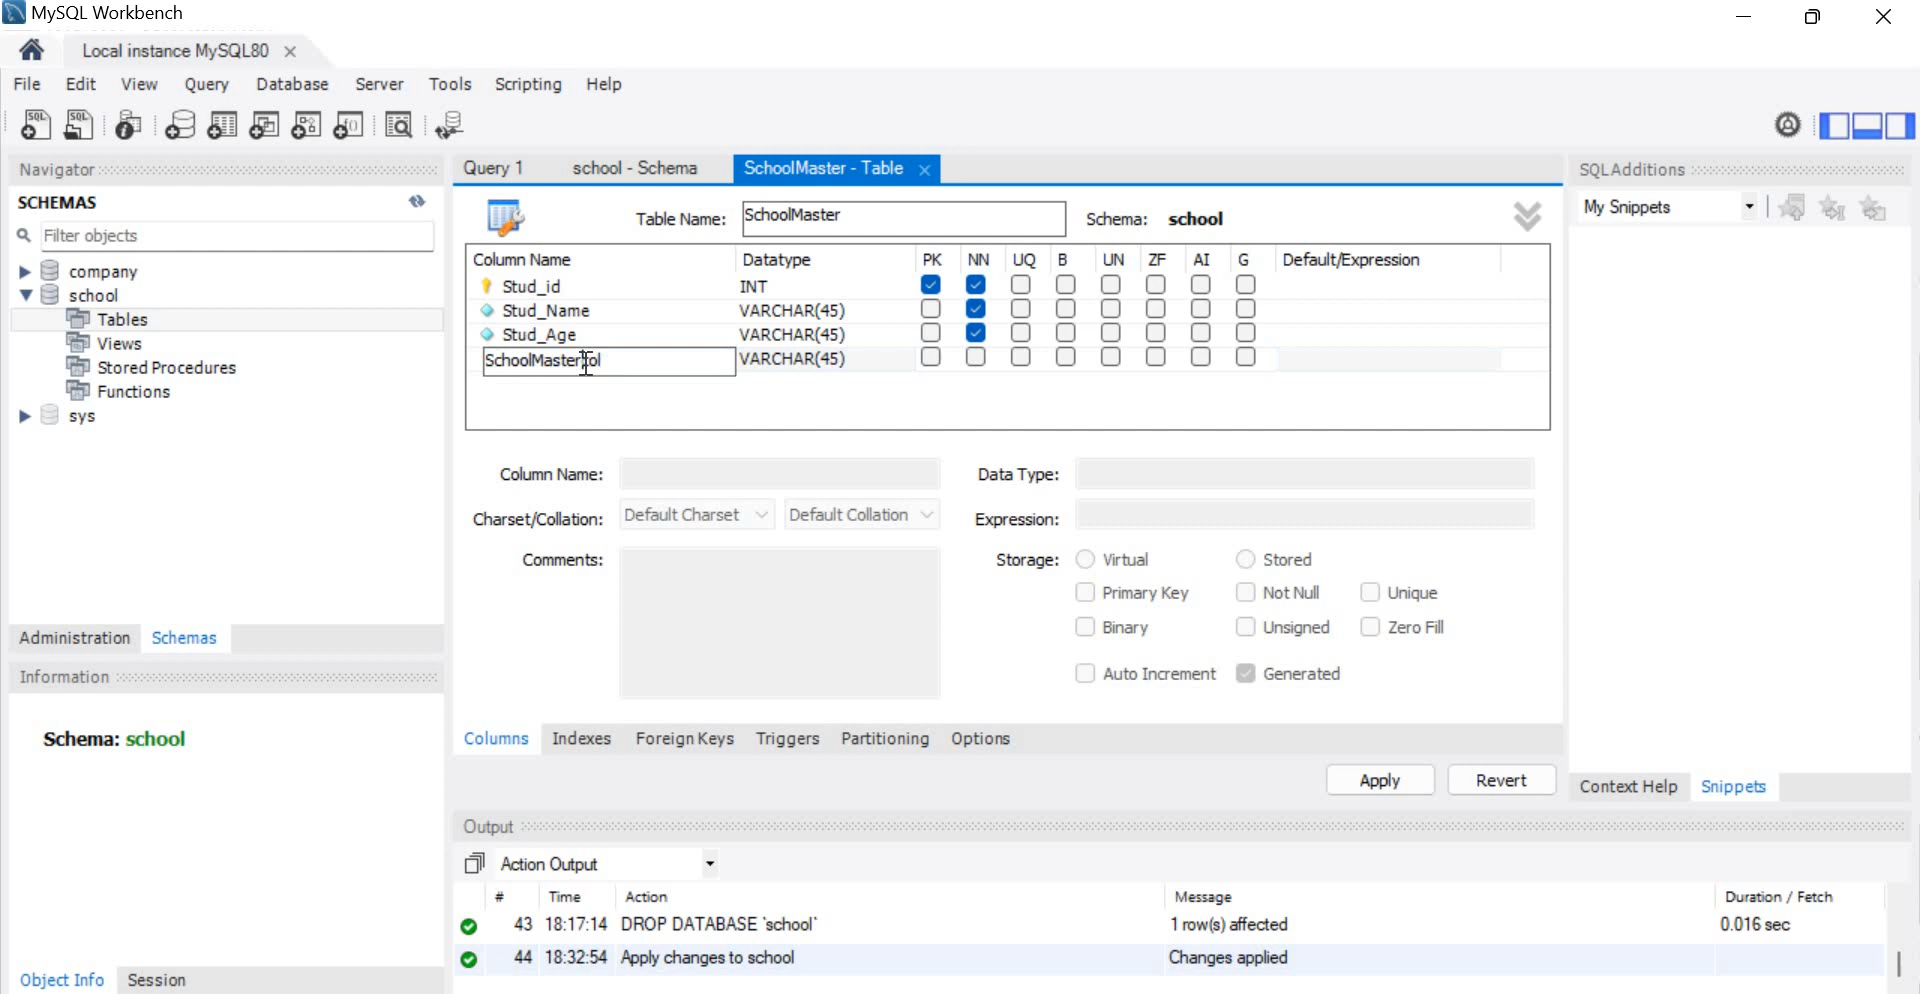 MySQL Workbench
Local instance MySQL80
File Edit View Query Database Server Tools Scripting Help
SQL SQL
Navigator
SCHEMAS
Filter objects
company
school
Tables
Views
Stored Procedures
Functions
sys
Administration Schemas
Information
Schema: school
Object Info Session
Query 1 school - Schema SchoolMaster - Table
Table Name: SchoolMaster Schema: school
Column Name Datatype PK NN UQ B UN ZF AI G Default/Expression
Stud_id INT
Stud_Name VARCHAR(45)
Stud_Age VARCHAR(45)
SchoolMastercol VARCHAR(45)
Column Name: Data Type:
Charset/Collation: Default Charset Default Collation Expression:
Comments: Storage: Virtual Stored
Primary Key Not Null Unique
Binary Unsigned Zero Fill
Auto Increment Generated
Columns Indexes Foreign Keys Triggers Partitioning Options
Apply Revert
SQLAdditions
My Snippets
Context Help Snippets
Output
Action Output
# Time Action Message Duration / Fetch
43 18:17:14 DROP DATABASE `school` 1 row(s) affected 0.016 sec
44 18:32:54 Apply changes to school Changes applied